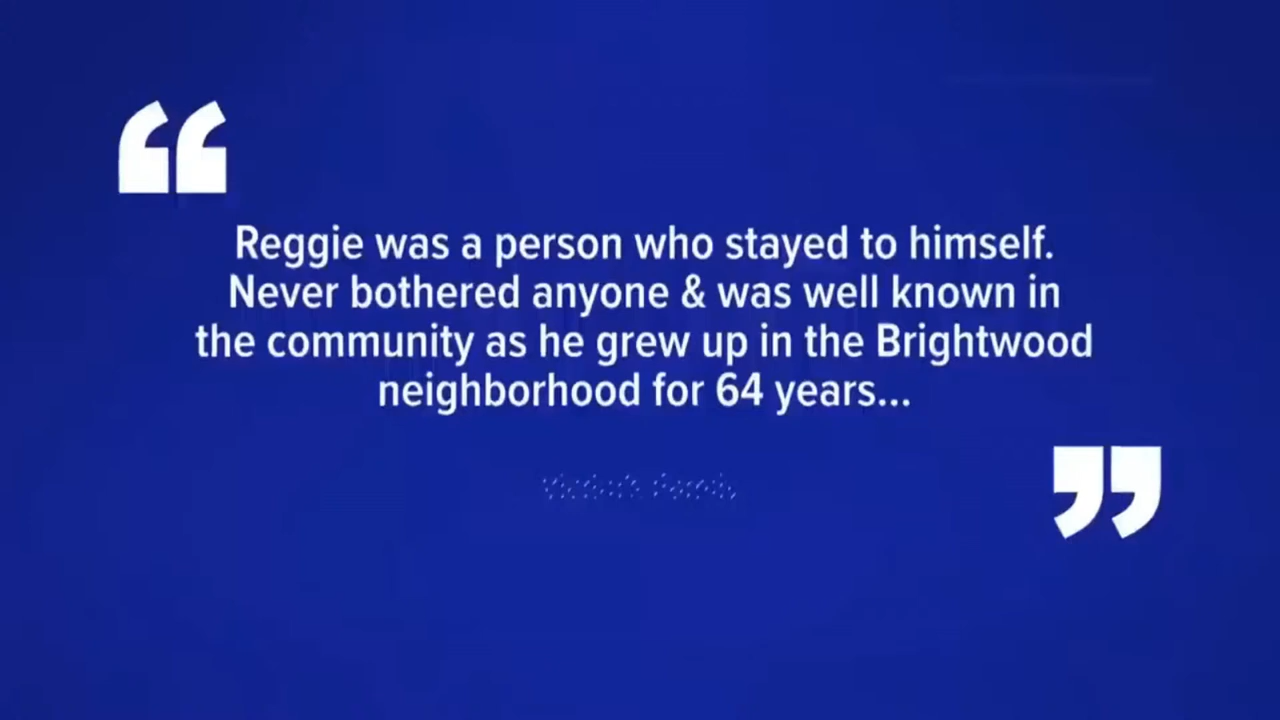 “
Reggie was a person who stayed to himself.
Never bothered anyone & was well known in
the community as he grew up in the Brightwood
neighborhood for 64 years...
”